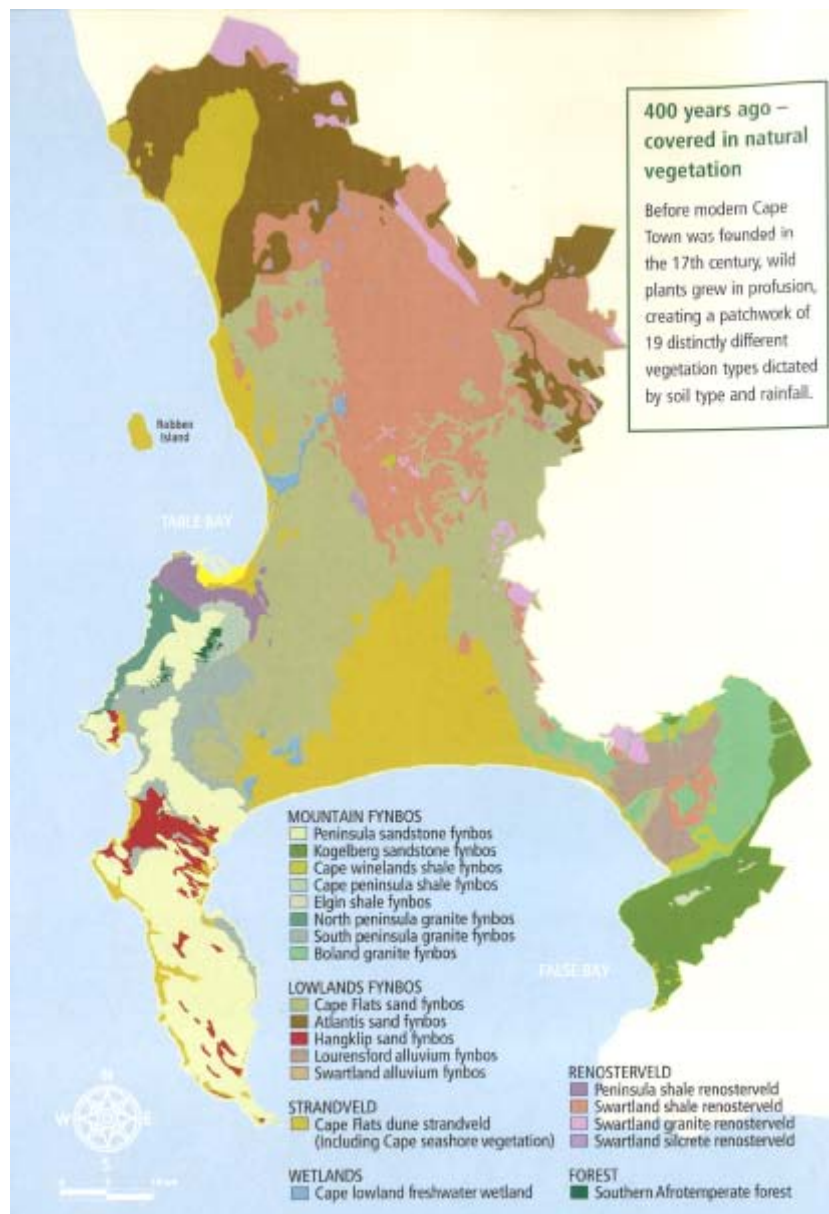 400 years ago –
covered in natural
vegetation
Before modern Cape
Town was founded in
the 17th century, wild
plants grew in profusion,
creating a patchwork of
19 distinctly different
vegetation types dictated
by soil type and rainfall.
Robben
Island
TABLE BAY
MOUNTAIN FYNBOS
Peninsula sandstone fynbos
Kogelberg sandstone fynbos
Cape winelands shale fynbos
Cape peninsula shale fynbos
Elgin shale fynbos
North peninsula granite fynbos
South peninsula granite fynbos
Boland granite fynbos
FALSE BAY
LOWLANDS FYNBOS
Cape Flats sand fynbos
Atlantis sand fynbos
Hangklip sand fynbos
Lourensford alluvium fynbos
Swartland alluvium fynbos
STRANDVELD
Cape Flats dune strandveld
(Including Cape seashore vegetation)
WETLANDS
Cape lowland freshwater wetland
RENOSTERVELD
Peninsula shale renosterveld
Swartland shale renosterveld
Swartland granite renosterveld
Swartland silcrete renosterveld
FOREST
Southern Afrotemperate forest
N
W
E
S